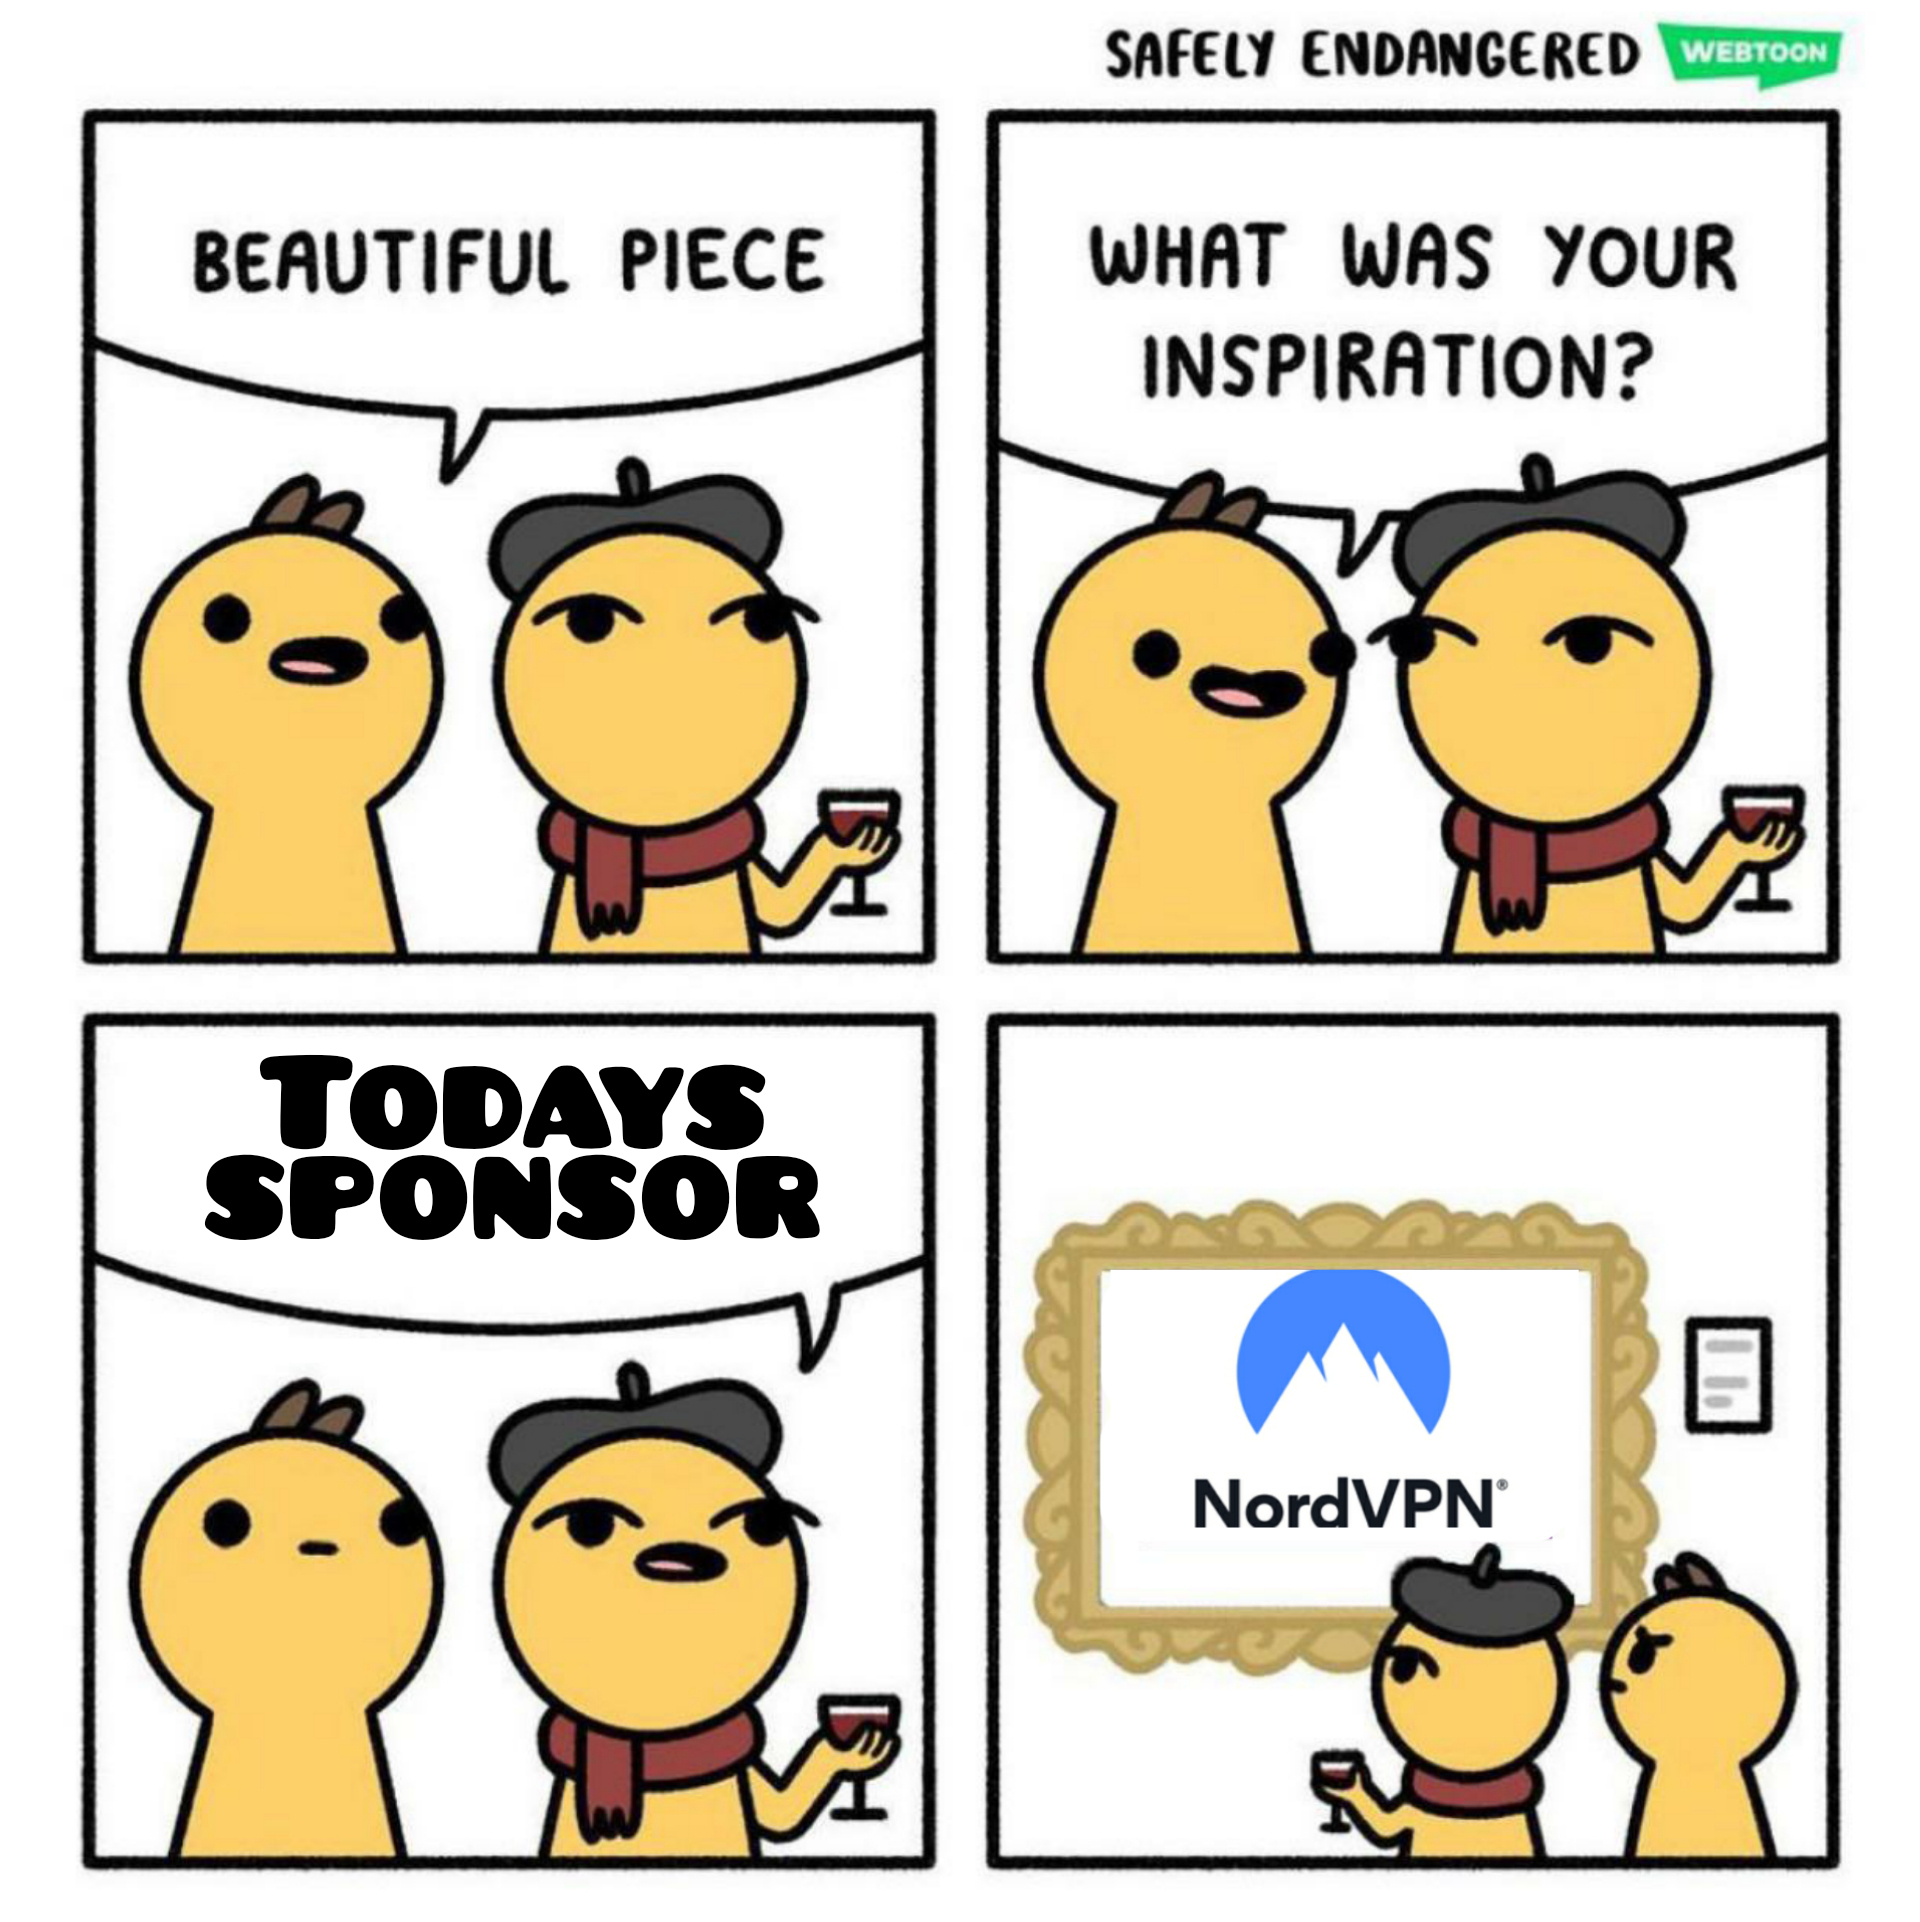 SAFELY ENDANGERED WEBTOON
BEAUTIFUL PIECE
WHAT WAS YOUR
INSPIRATION?
TODAYS
SPONSOR
NordVPN®